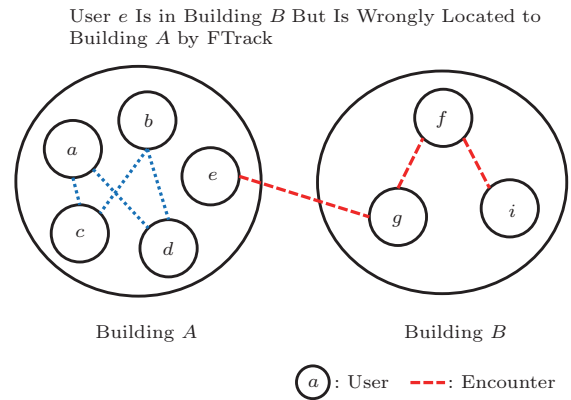 User e Is in Building B But Is Wrongly Located to
Building A by FTrack
b
f
a
e
g
i
c
d
Building A
Building B
a : User
: Encounter